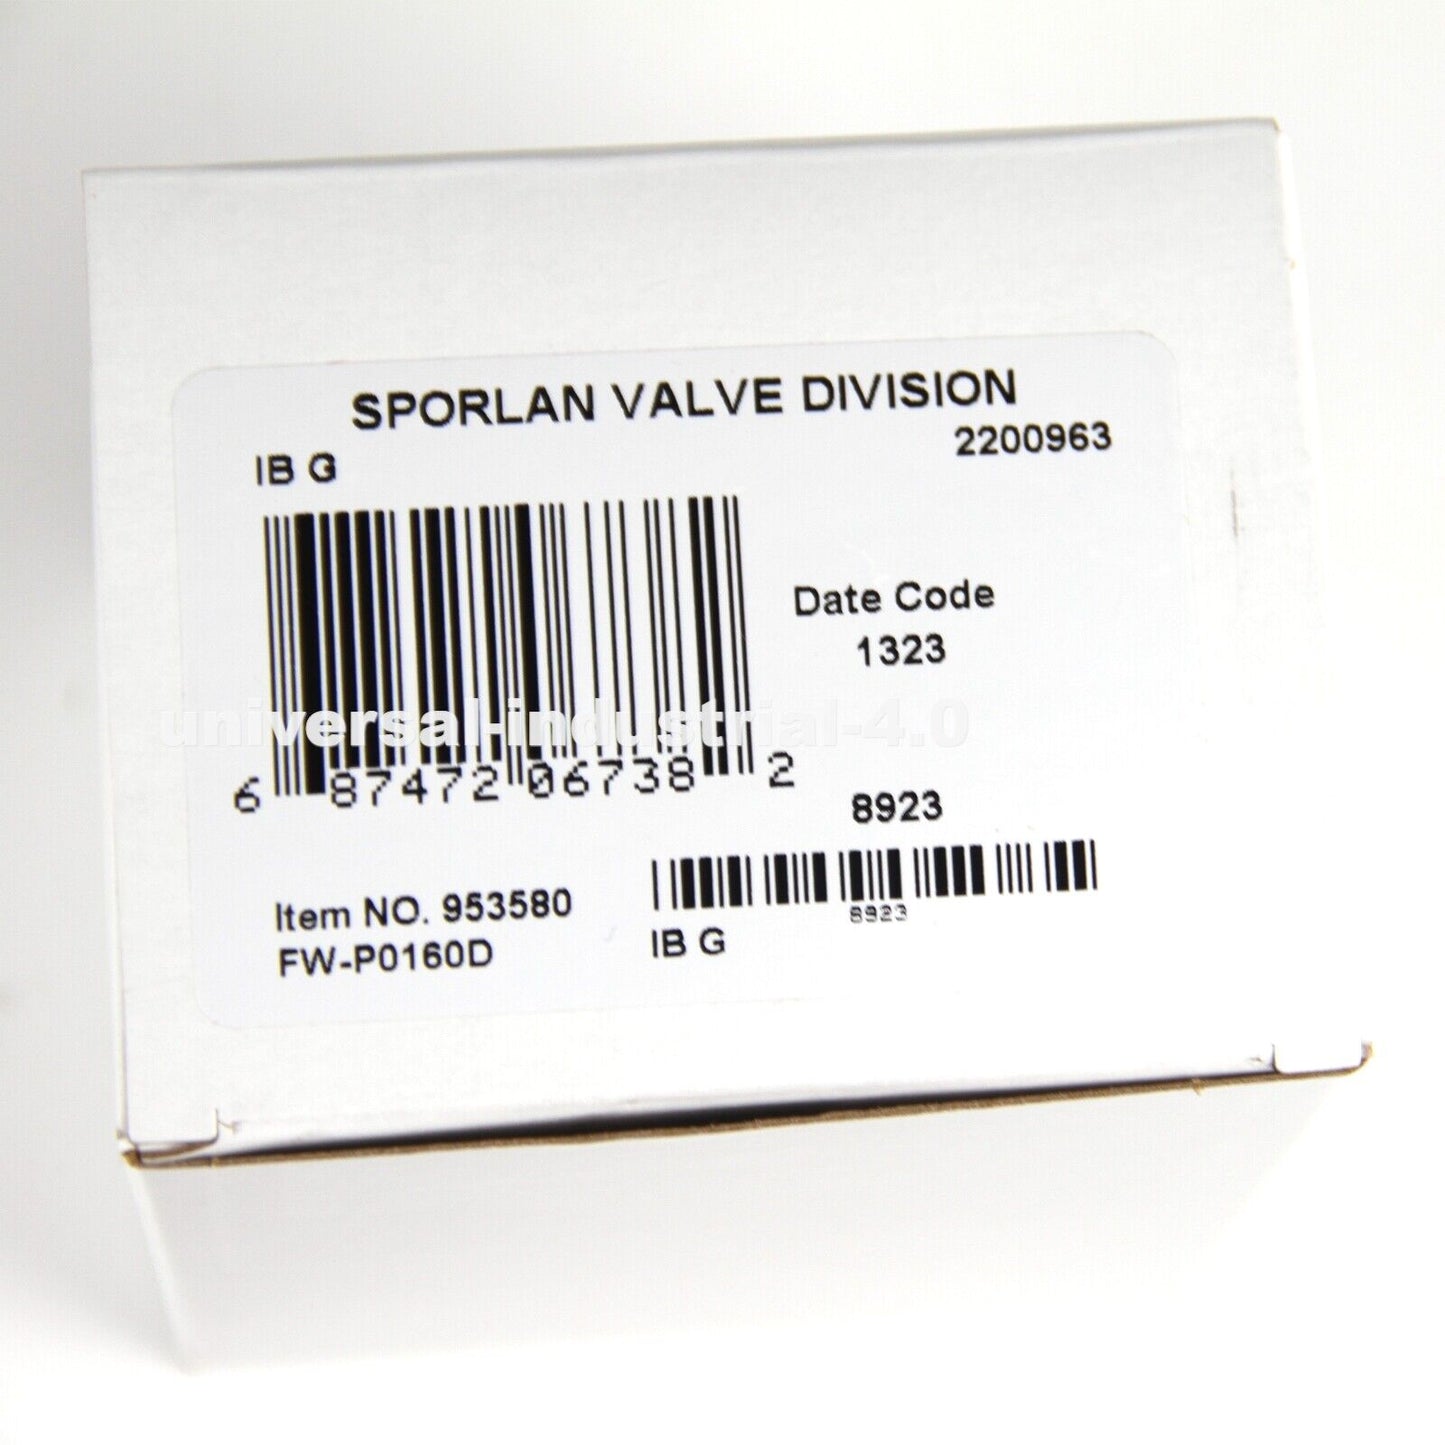 SPORLAN VALVE DIVISION
2200963
IB G
Date Code
1323
universal-industrial-4.0
6 87472 06738 2
8923
8923
Item NO. 953580
FW-P0160D
IB G